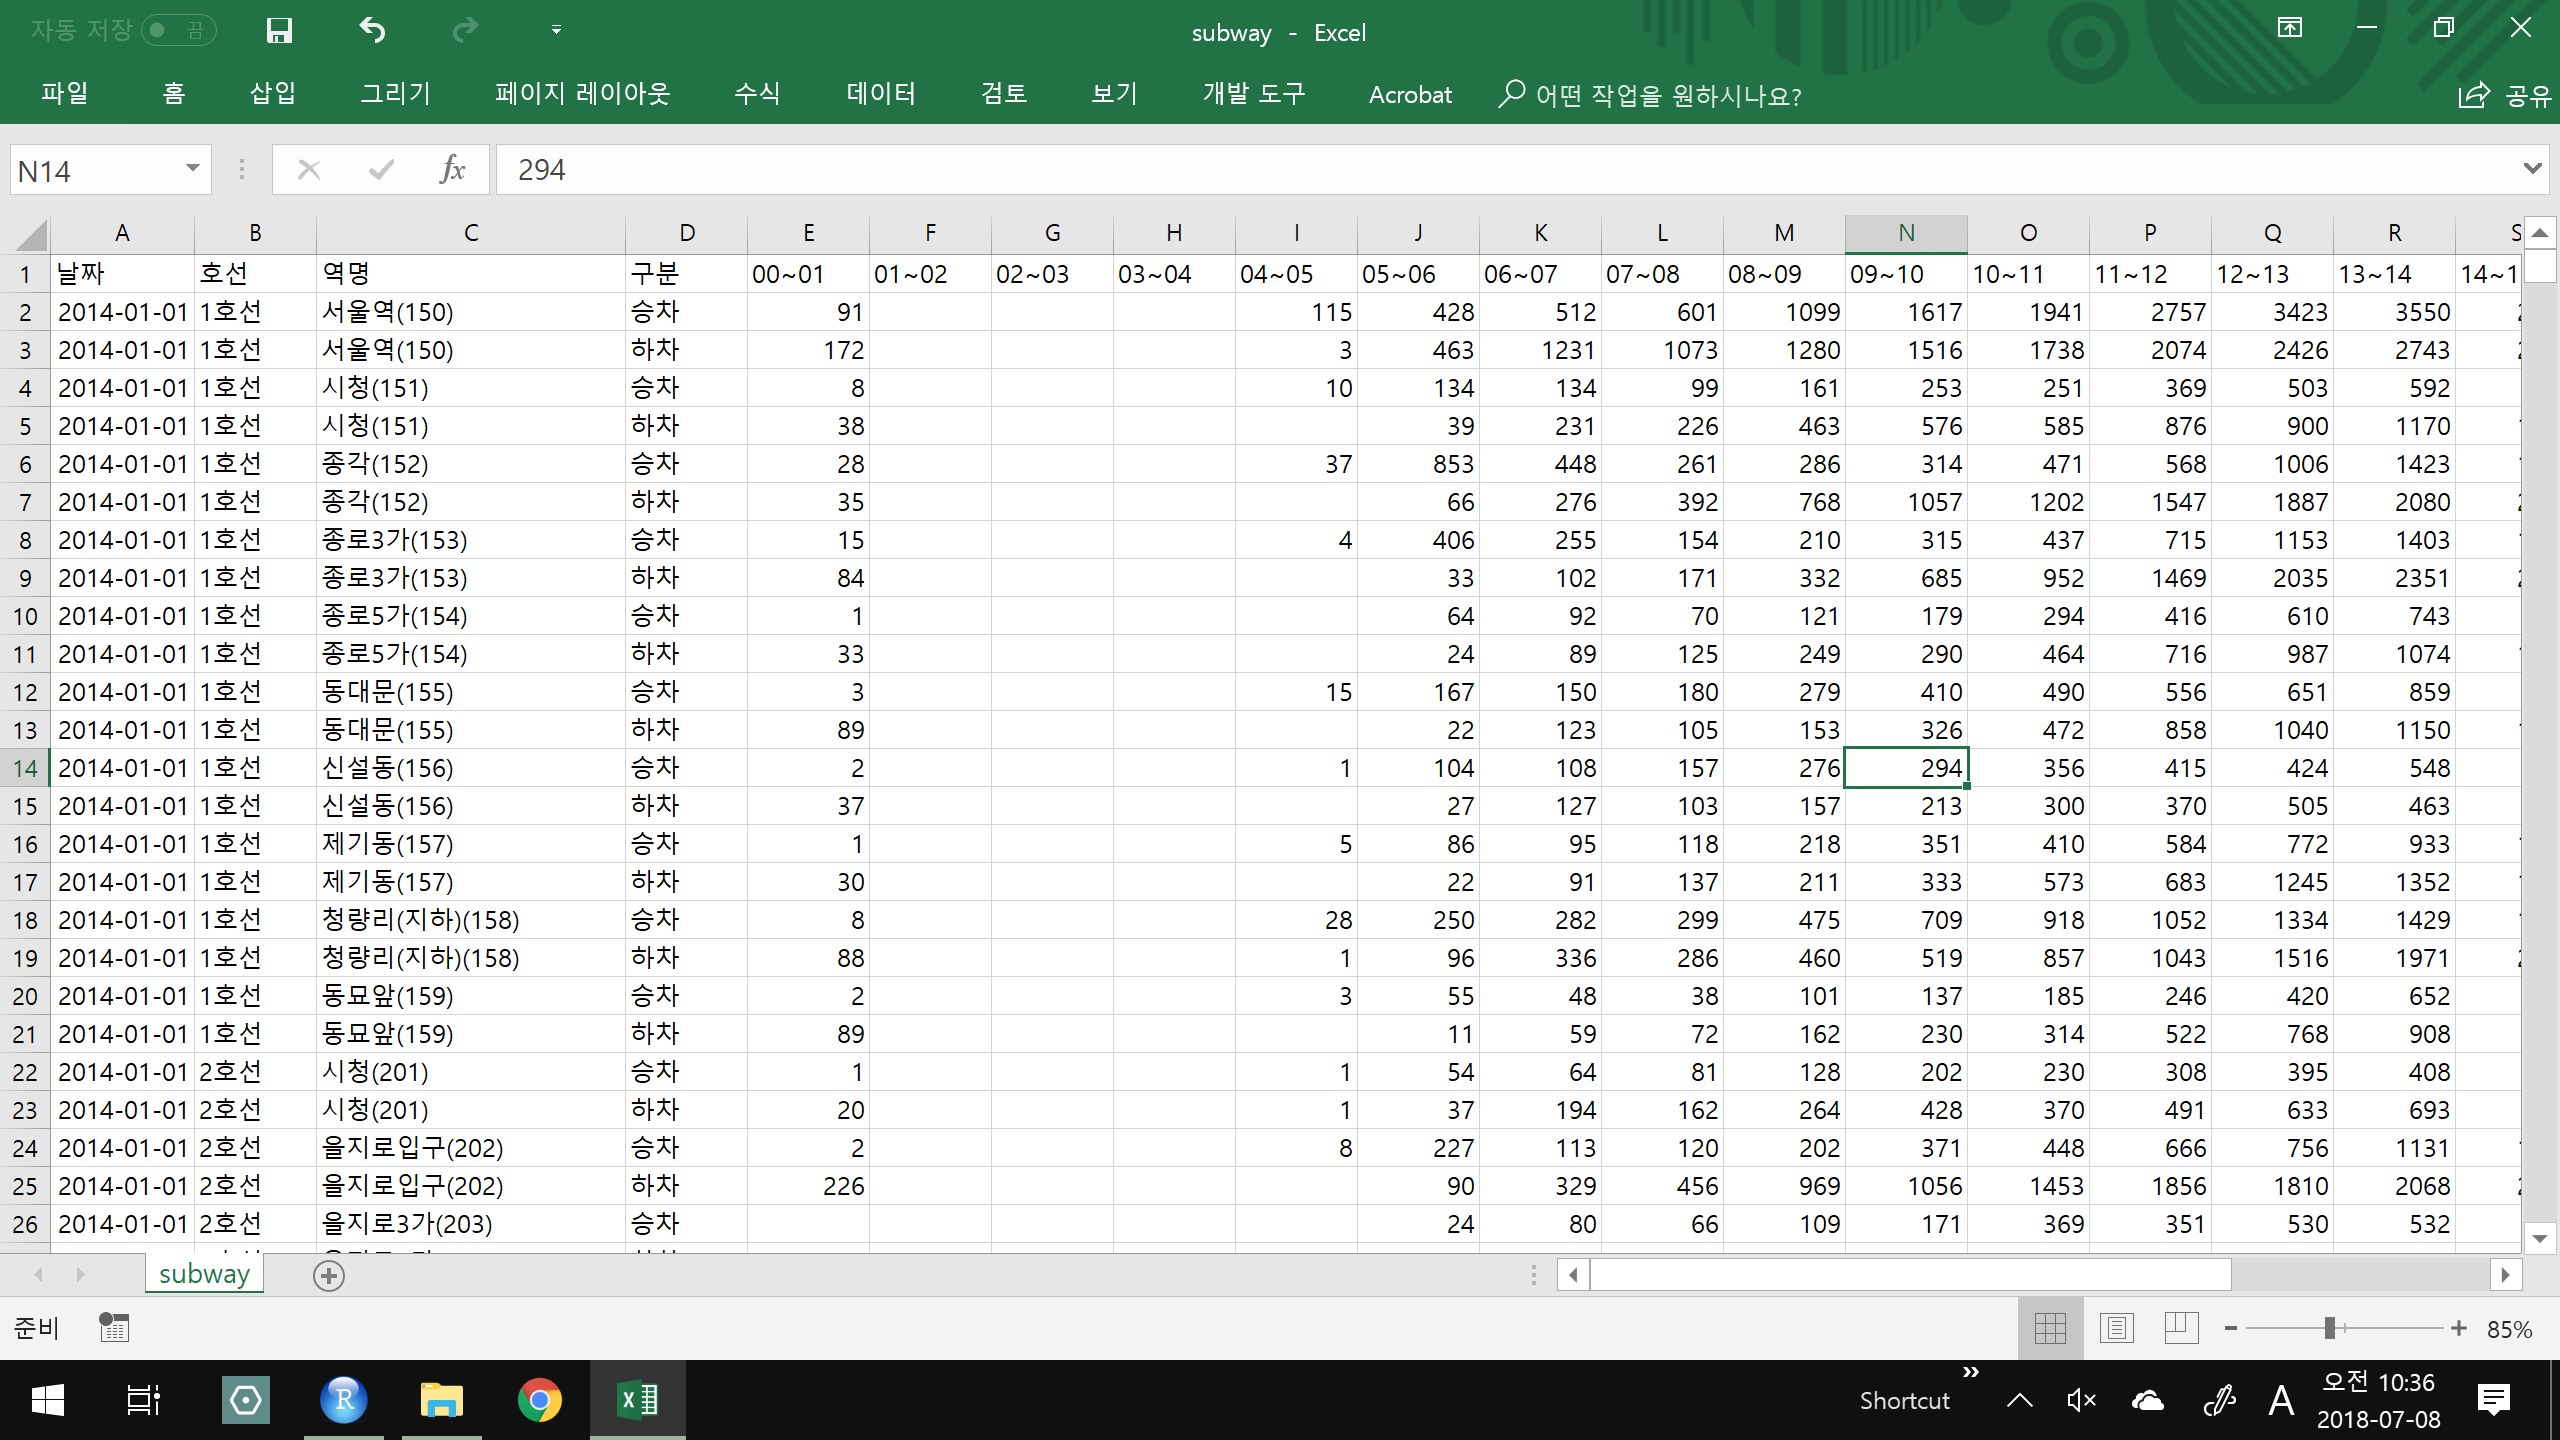 자동 저장 끔 subway - Excel
파일 홈 삽입 그리기 페이지 레이아웃 수식 데이터 검토 보기 개발 도구 Acrobat 어떤 작업을 원하시나요? 공유
N14 fx 294
A B C D E F G H I J K L M N O P Q R S
1 날짜 호선 역명 구분 00~01 01~02 02~03 03~04 04~05 05~06 06~07 07~08 08~09 09~10 10~11 11~12 12~13 13~14 14~1
2 2014-01-01 1호선 서울역(150) 승차 91 115 428 512 601 1099 1617 1941 2757 3423 3550
3 2014-01-01 1호선 서울역(150) 하차 172 3 463 1231 1073 1280 1516 1738 2074 2426 2743
4 2014-01-01 1호선 시청(151) 승차 8 10 134 134 99 161 253 251 369 503 592
5 2014-01-01 1호선 시청(151) 하차 38 39 231 226 463 576 585 876 900 1170
6 2014-01-01 1호선 종각(152) 승차 28 37 853 448 261 286 314 471 568 1006 1423
7 2014-01-01 1호선 종각(152) 하차 35 66 276 392 768 1057 1202 1547 1887 2080
8 2014-01-01 1호선 종로3가(153) 승차 15 4 406 255 154 210 315 437 715 1153 1403
9 2014-01-01 1호선 종로3가(153) 하차 84 33 102 171 332 685 952 1469 2035 2351
10 2014-01-01 1호선 종로5가(154) 승차 1 64 92 70 121 179 294 416 610 743
11 2014-01-01 1호선 종로5가(154) 하차 33 24 89 125 249 290 464 716 987 1074
12 2014-01-01 1호선 동대문(155) 승차 3 15 167 150 180 279 410 490 556 651 859
13 2014-01-01 1호선 동대문(155) 하차 89 22 123 105 153 326 472 858 1040 1150
14 2014-01-01 1호선 신설동(156) 승차 2 1 104 108 157 276 294 356 415 424 548
15 2014-01-01 1호선 신설동(156) 하차 37 27 127 103 157 213 300 370 505 463
16 2014-01-01 1호선 제기동(157) 승차 1 5 86 95 118 218 351 410 584 772 933
17 2014-01-01 1호선 제기동(157) 하차 30 22 91 137 211 333 573 683 1245 1352
18 2014-01-01 1호선 청량리(지하)(158) 승차 8 28 250 282 299 475 709 918 1052 1334 1429
19 2014-01-01 1호선 청량리(지하)(158) 하차 88 1 96 336 286 460 519 857 1043 1516 1971
20 2014-01-01 1호선 동묘앞(159) 승차 2 3 55 48 38 101 137 185 246 420 652
21 2014-01-01 1호선 동묘앞(159) 하차 89 11 59 72 162 230 314 522 768 908
22 2014-01-01 2호선 시청(201) 승차 1 1 54 64 81 128 202 230 308 395 408
23 2014-01-01 2호선 시청(201) 하차 20 1 37 194 162 264 428 370 491 633 693
24 2014-01-01 2호선 을지로입구(202) 승차 2 8 227 113 120 202 371 448 666 756 1131
25 2014-01-01 2호선 을지로입구(202) 하차 226 90 329 456 969 1056 1453 1856 1810 2068
26 2014-01-01 2호선 을지로3가(203) 승차 24 80 66 109 171 369 351 530 532
subway
준비 85%
Shortcut A 오전 10:36
2018-07-08